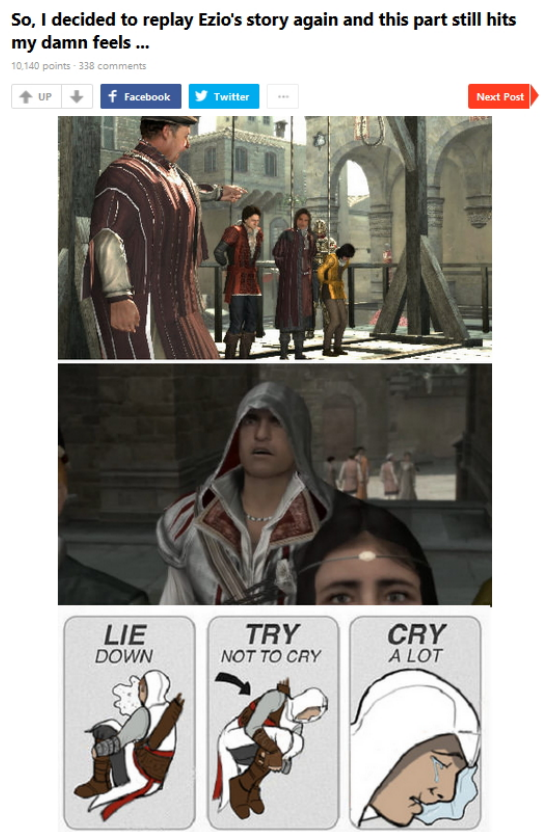 So, I decided to replay Ezio's story again and this part still hits
my damn feels ...
10,140 points · 338 comments
UP
Facebook
Twitter
Next Post
LIE
DOWN
TRY
NOT TO CRY
CRY
A LOT